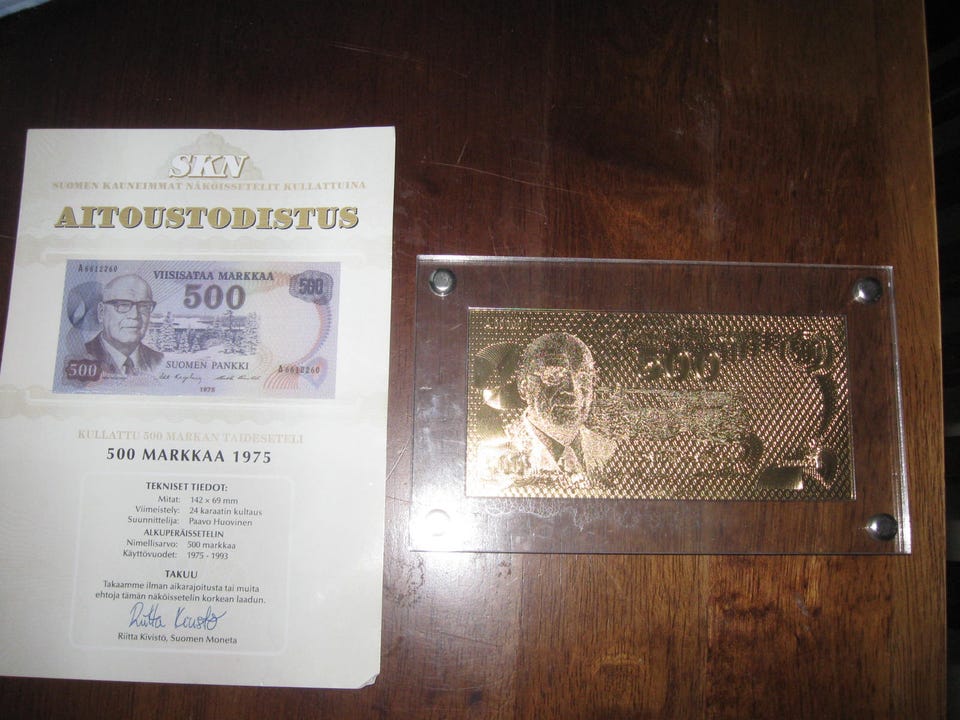 SKN
SUOMEN KAUNEIMMAT NÄKÖISSETELIT KULLATTUINA
AITOUSTODISTUS
A6612260
VIISISATAA MARKKAA
500
500
500
SUOMEN PANKKI
A6612260
1975
KULLATTU 500 MARKAN TAIDESETELI
500 MARKKAA 1975
TEKNISET TIEDOT:
Mitat: 142 × 69 mm
Viimeistely: 24 karaatin kultaus
Suunnittelija: Paavo Huovinen
ALKUPERÄISSETELIN
Nimellisarvo: 500 markkaa
Käyttövuodet: 1975 - 1993
TAKUU
Takaamme ilman aikarajoitusta tai muita
ehtoja tämän näköissetelin korkean laadun.
Riitta Kivistö
Riitta Kivistö, Suomen Moneta
500